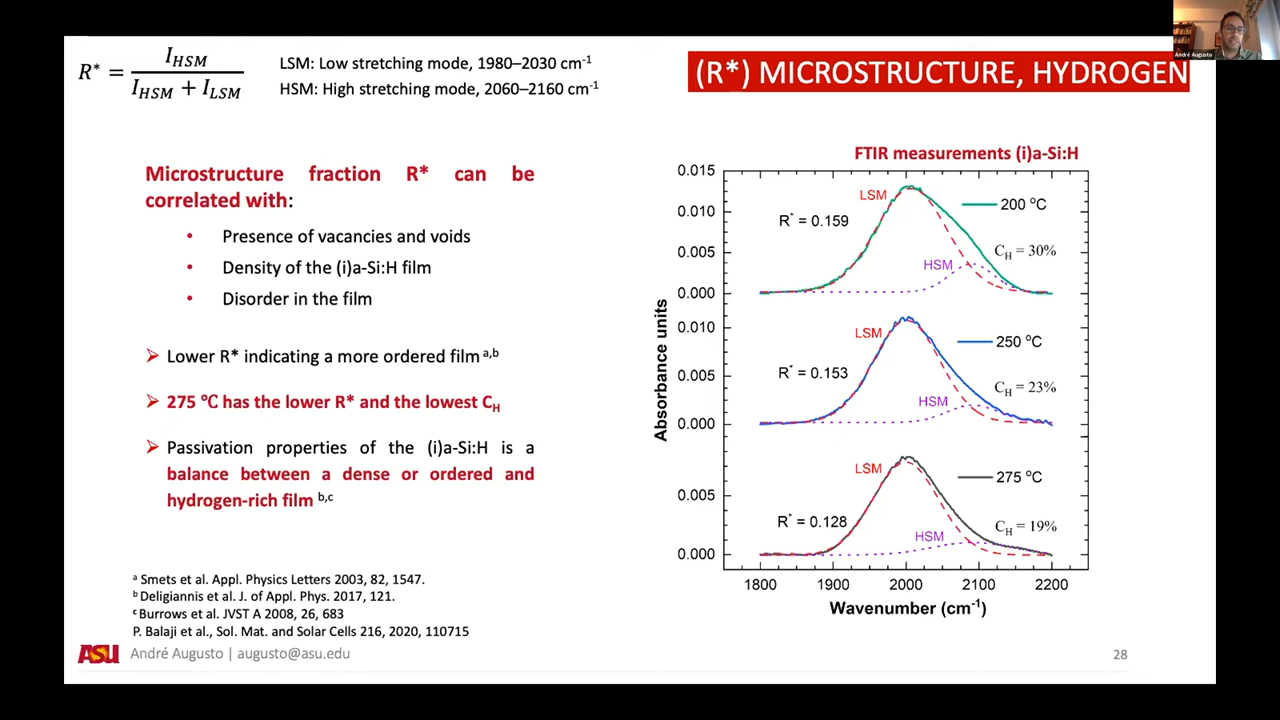 R* = I_HSM / (I_HSM + I_LSM)
LSM: Low stretching mode, 1980–2030 cm⁻¹
HSM: High stretching mode, 2060–2160 cm⁻¹
(R*) MICROSTRUCTURE, HYDROGEN
André Augusto
Microstructure fraction R* can be
correlated with:
• Presence of vacancies and voids
• Density of the (i)a-Si:H film
• Disorder in the film
➢ Lower R* indicating a more ordered film a,b
➢ 275 °C has the lower R* and the lowest C_H
➢ Passivation properties of the (i)a-Si:H is a
balance between a dense or ordered and
hydrogen-rich film b,c
FTIR measurements (i)a-Si:H
0.015
0.010
0.005
0.000
LSM
R* = 0.159
HSM
200 °C
C_H = 30%
0.010
0.005
0.000
LSM
R* = 0.153
HSM
250 °C
C_H = 23%
0.005
0.000
LSM
R* = 0.128
HSM
275 °C
C_H = 19%
Absorbance units
1800 1900 2000 2100 2200
Wavenumber (cm⁻¹)
a Smets et al. Appl. Physics Letters 2003, 82, 1547.
b Deligiannis et al. J. of Appl. Phys. 2017, 121.
c Burrows et al. JVST A 2008, 26, 683
P. Balaji et al., Sol. Mat. and Solar Cells 216, 2020, 110715
ASU André Augusto | augusto@asu.edu
28